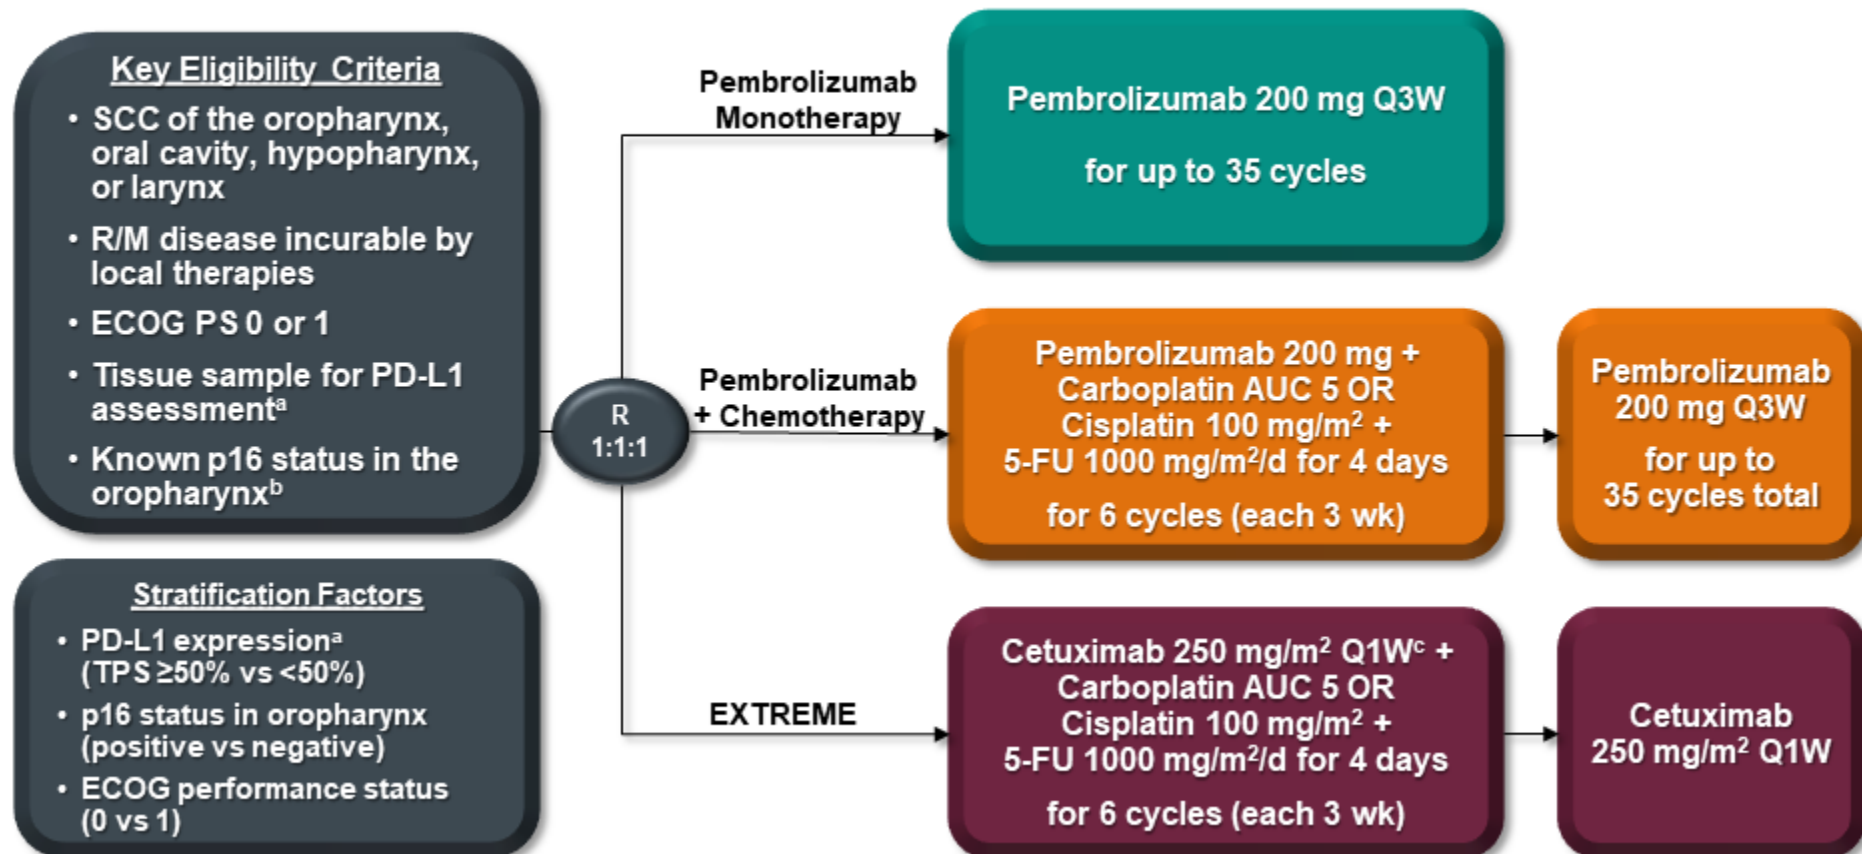 Key Eligibility Criteria
• SCC of the oropharynx,
oral cavity, hypopharynx,
or larynx
• R/M disease incurable by
local therapies
• ECOG PS 0 or 1
• Tissue sample for PD-L1
assessmentᵃ
• Known p16 status in the
oropharynxᵇ
Stratification Factors
• PD-L1 expressionᵃ
(TPS ≥50% vs <50%)
• p16 status in oropharynx
(positive vs negative)
• ECOG performance status
(0 vs 1)
R
1:1:1
Pembrolizumab
Monotherapy
Pembrolizumab 200 mg Q3W
for up to 35 cycles
Pembrolizumab
+ Chemotherapy
Pembrolizumab 200 mg +
Carboplatin AUC 5 OR
Cisplatin 100 mg/m² +
5-FU 1000 mg/m²/d for 4 days
for 6 cycles (each 3 wk)
Pembrolizumab
200 mg Q3W
for up to
35 cycles total
EXTREME
Cetuximab 250 mg/m² Q1Wᶜ +
Carboplatin AUC 5 OR
Cisplatin 100 mg/m² +
5-FU 1000 mg/m²/d for 4 days
for 6 cycles (each 3 wk)
Cetuximab
250 mg/m² Q1W